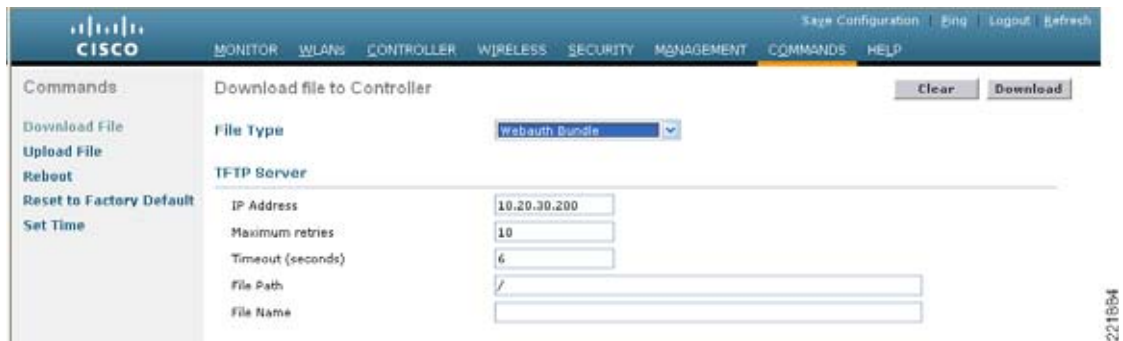 Save Configuration | Ping | Logout | Refresh
CISCO
MONITOR WLANs CONTROLLER WIRELESS SECURITY MANAGEMENT COMMANDS HELP
Commands
Download file to Controller
Clear
Download
Download File
Upload File
Reboot
Reset to Factory Default
Set Time
File Type
Webauth Bundle
TFTP Server
IP Address
10.20.30.200
Maximum retries
10
Timeout (seconds)
6
File Path
/
File Name
221884